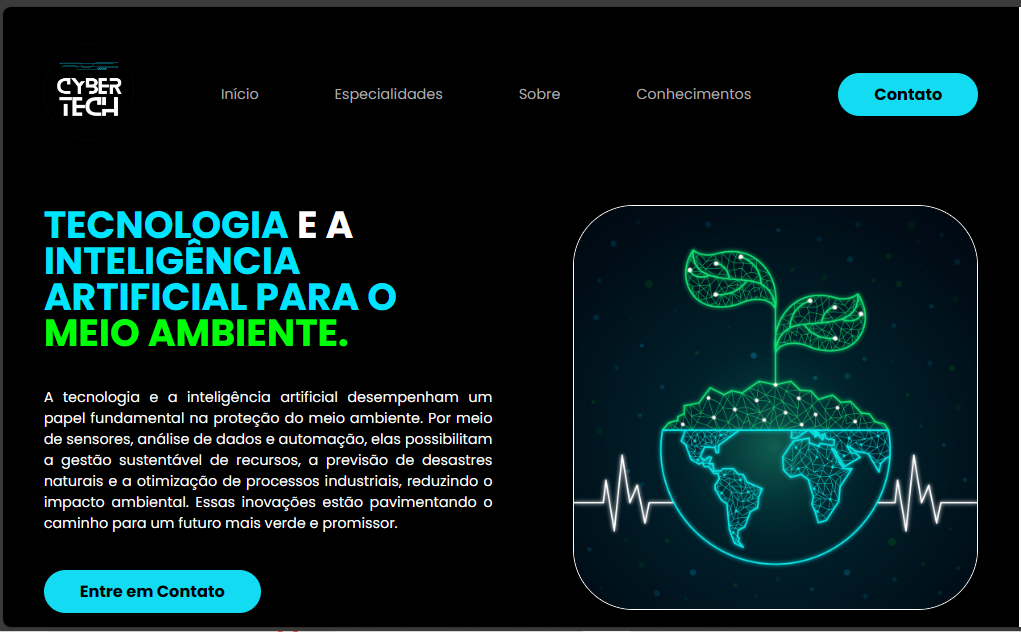 CYBER
TECH
Início
Especialidades
Sobre
Conhecimentos
Contato
TECNOLOGIA E A
INTELIGÊNCIA
ARTIFICIAL PARA O
MEIO AMBIENTE.
A tecnologia e a inteligência artificial desempenham um
papel fundamental na proteção do meio ambiente. Por meio
de sensores, análise de dados e automação, elas possibilitam
a gestão sustentável de recursos, a previsão de desastres
naturais e a otimização de processos industriais, reduzindo o
impacto ambiental. Essas inovações estão pavimentando o
caminho para um futuro mais verde e promissor.
Entre em Contato